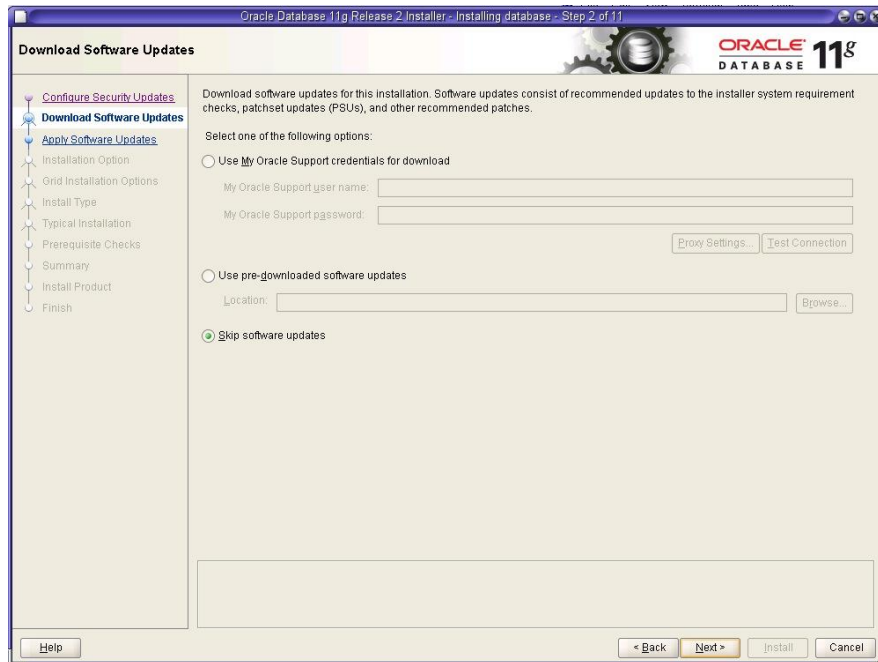 Oracle Database 11g Release 2 Installer - Installing database - Step 2 of 11
Download Software Updates
ORACLE
DATABASE 11g
Configure Security Updates
Download Software Updates
Apply Software Updates
Installation Option
Grid Installation Options
Install Type
Typical Installation
Prerequisite Checks
Summary
Install Product
Finish
Download software updates for this installation. Software updates consist of recommended updates to the installer system requirement
checks, patchset updates (PSUs), and other recommended patches.
Select one of the following options:
Use My Oracle Support credentials for download
My Oracle Support user name:
My Oracle Support password:
Proxy Settings... Test Connection
Use pre-downloaded software updates
Location: Browse...
Skip software updates
Help < Back Next > Install Cancel